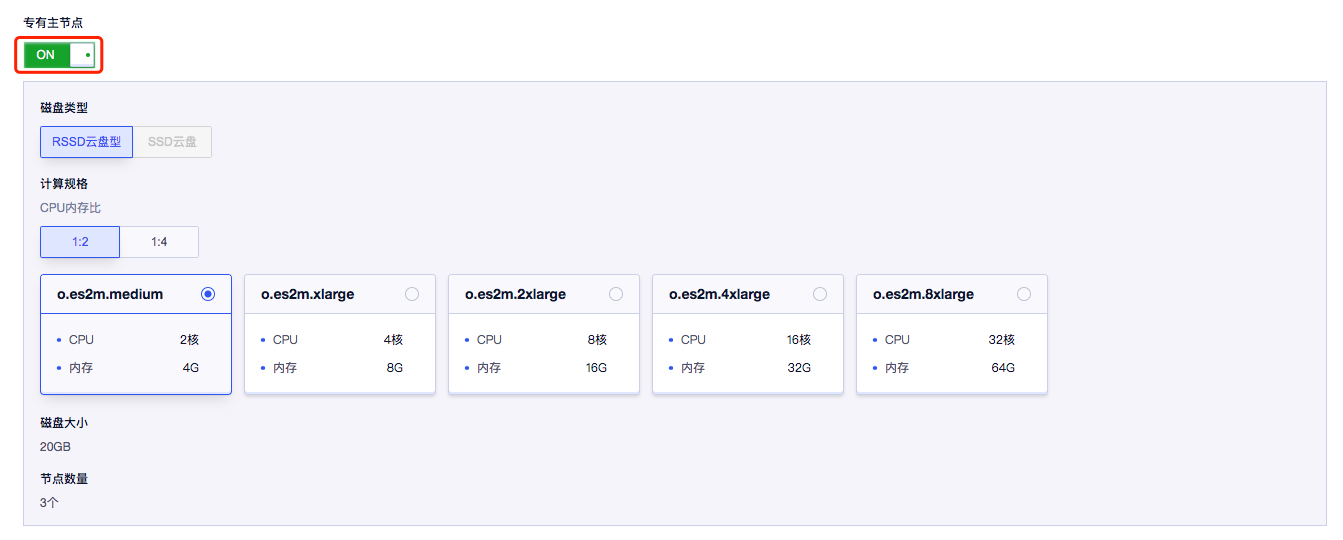 专有主节点
ON
磁盘类型
RSSD云盘型 SSD云盘
计算规格
CPU内存比
1:2 1:4
o.es2m.medium o.es2m.xlarge o.es2m.2xlarge o.es2m.4xlarge o.es2m.8xlarge
CPU 2核 CPU 4核 CPU 8核 CPU 16核 CPU 32核
内存 4G 内存 8G 内存 16G 内存 32G 内存 64G
磁盘大小
20GB
节点数量
3个